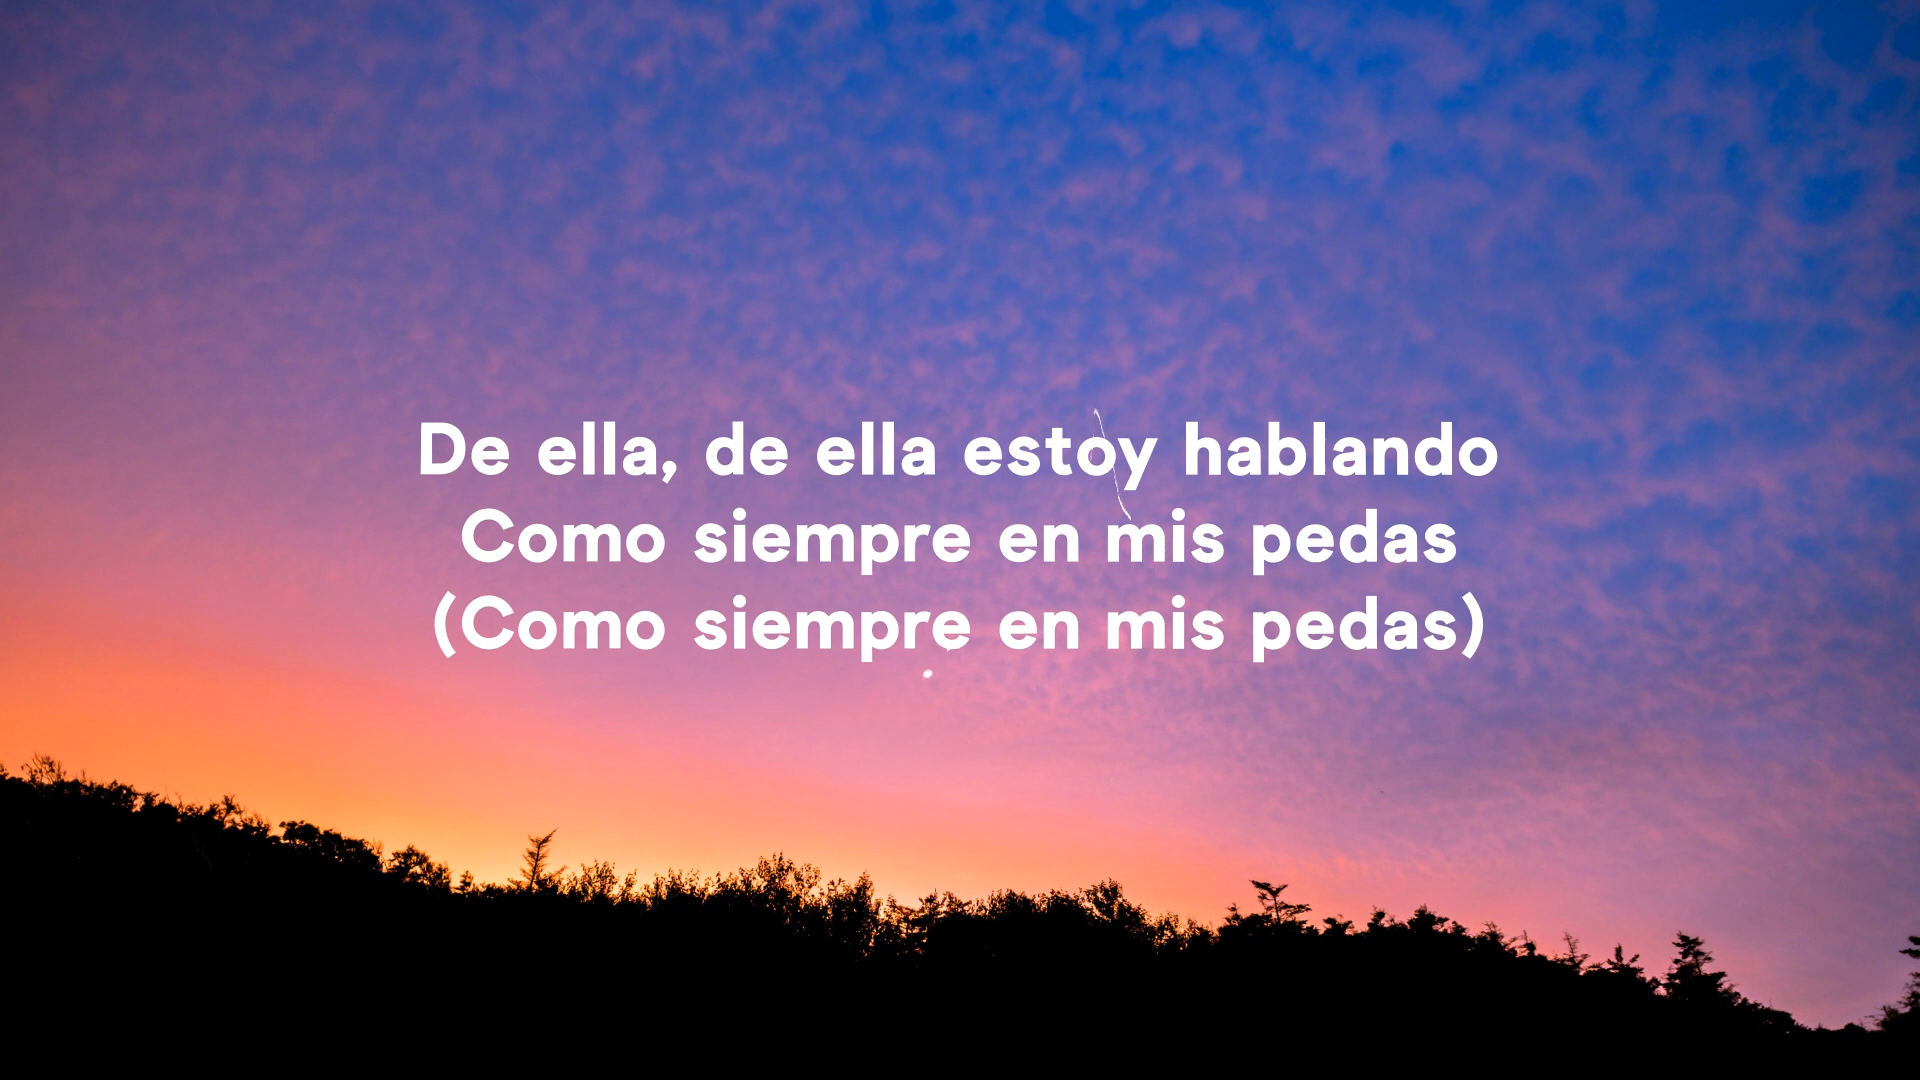 De ella, de ella estoy hablando
Como siempre en mis pedas
(Como siempre en mis pedas)